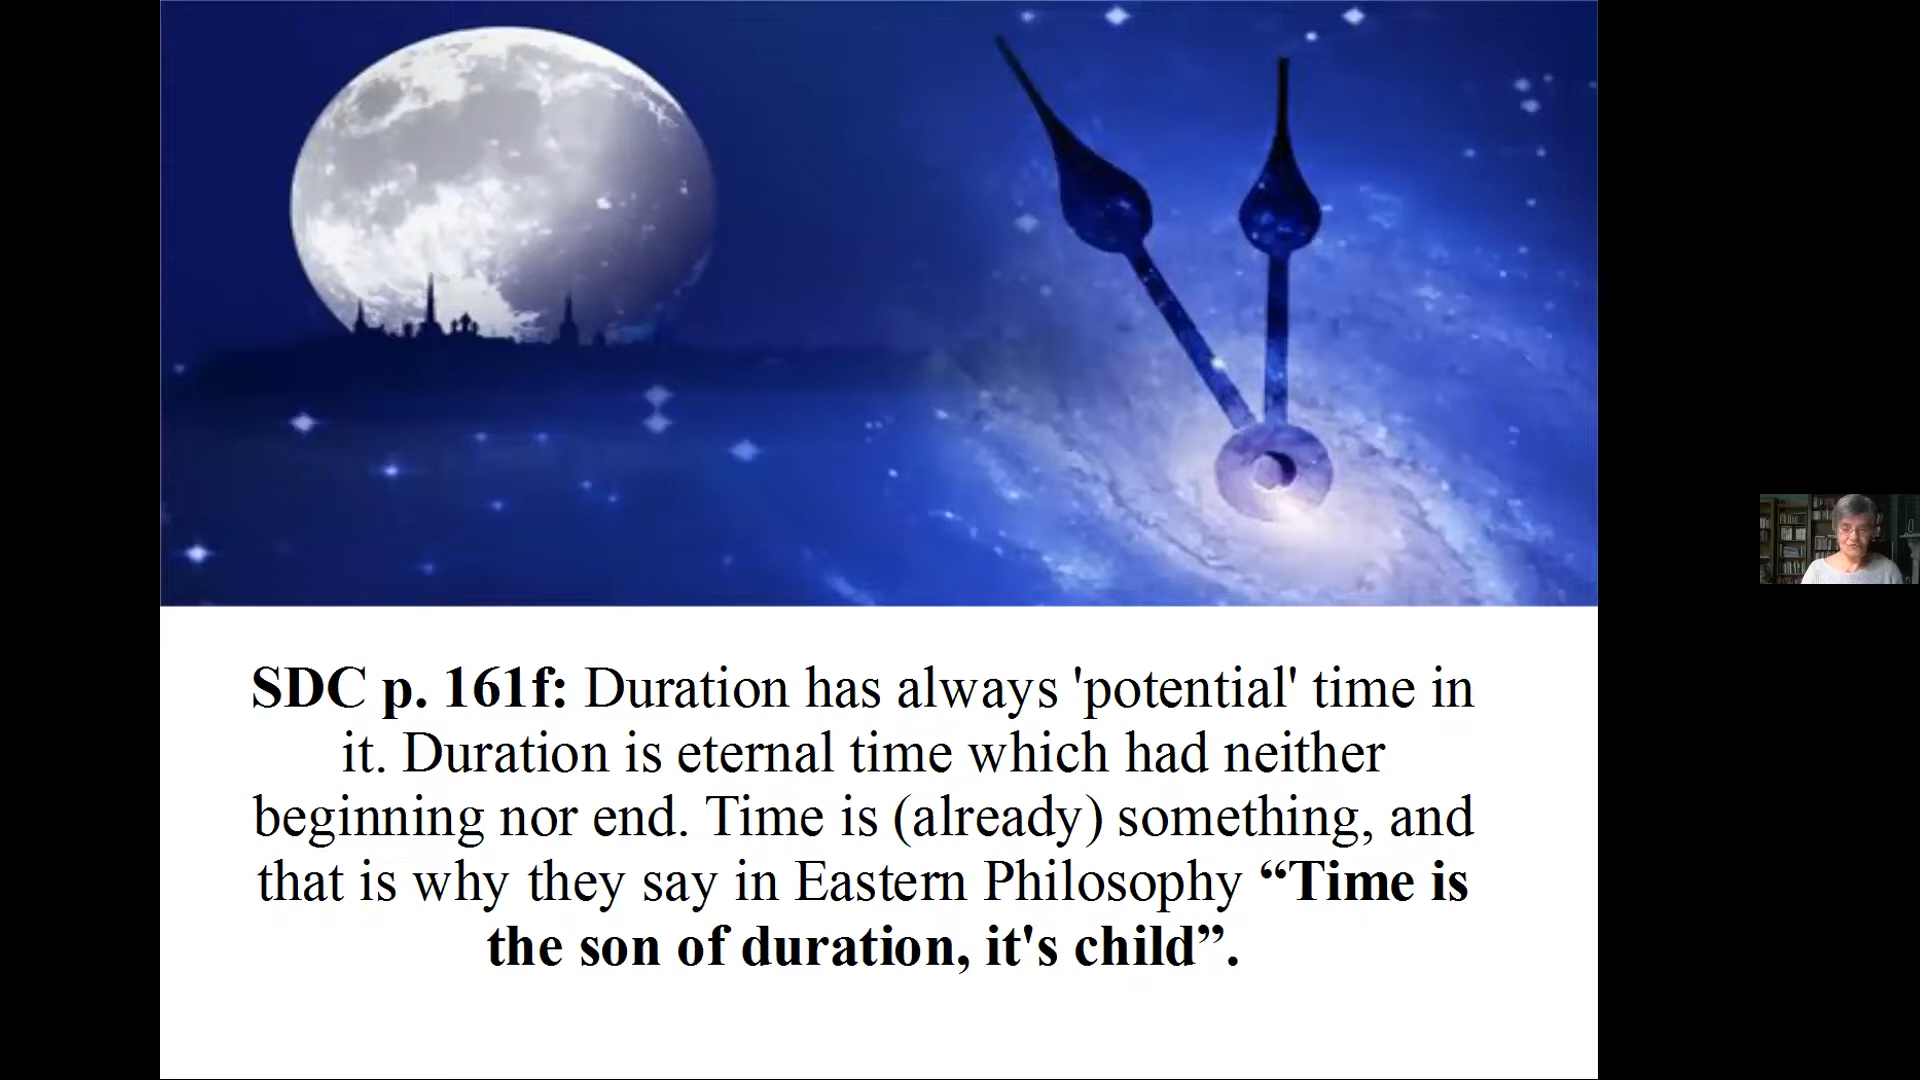 SDC p. 161f: Duration has always 'potential' time in
it. Duration is eternal time which had neither
beginning nor end. Time is (already) something, and
that is why they say in Eastern Philosophy “Time is
the son of duration, it's child”.